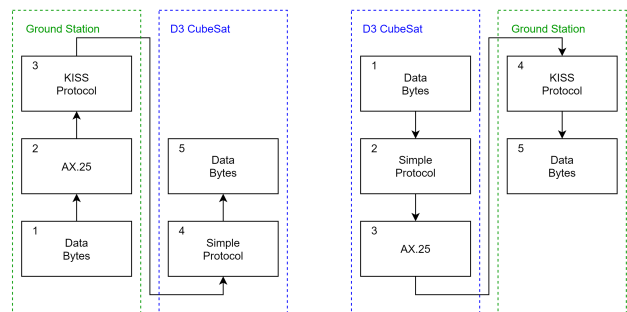 Ground Station
D3 CubeSat
3
KISS
Protocol
2
AX.25
1
Data
Bytes
5
Data
Bytes
4
Simple
Protocol
D3 CubeSat
Ground Station
1
Data
Bytes
2
Simple
Protocol
3
AX.25
4
KISS
Protocol
5
Data
Bytes